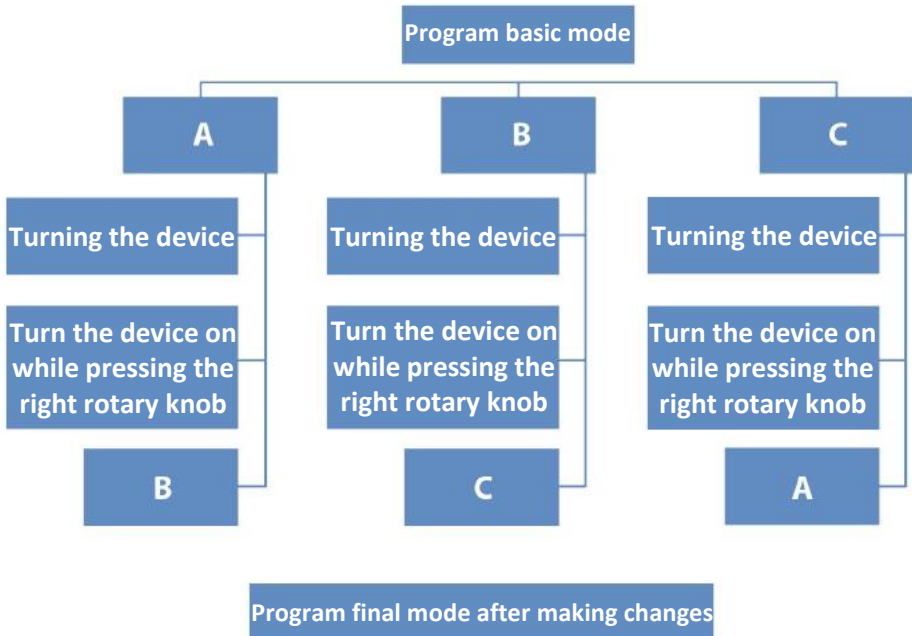 Program basic mode
A
B
C
Turning the device
Turning the device
Turning the device
Turn the device on
while pressing the
right rotary knob
Turn the device on
while pressing the
right rotary knob
Turn the device on
while pressing the
right rotary knob
B
C
A
Program final mode after making changes